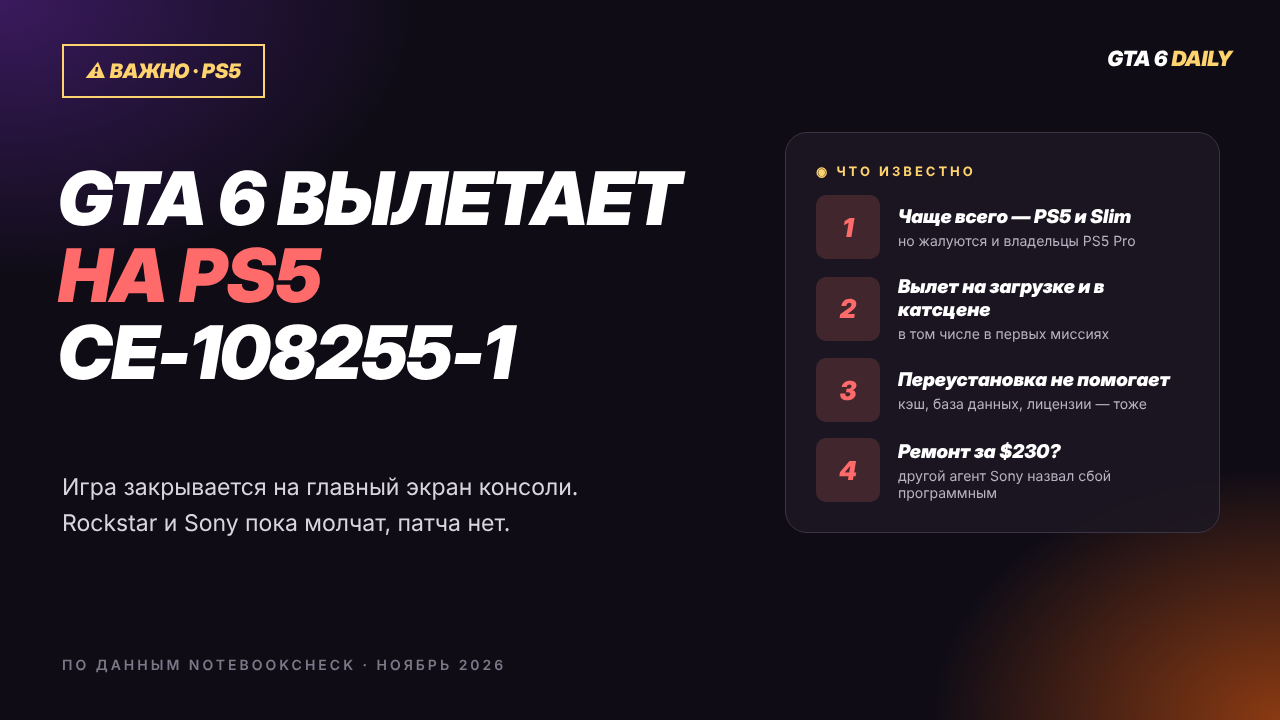 ⚠ ВАЖНО · PS5
GTA 6 DAILY
GTA 6 ВЫЛЕТАЕТ
НА PS5
CE-108255-1
Игра закрывается на главный экран консоли.
Rockstar и Sony пока молчат, патча нет.
◉ ЧТО ИЗВЕСТНО
1
Чаще всего — PS5 и Slim
но жалуются и владельцы PS5 Pro
2
Вылет на загрузке и в
катсцене
в том числе в первых миссиях
3
Переустановка не помогает
кэш, база данных, лицензии — тоже
4
Ремонт за $230?
другой агент Sony назвал сбой
программным
ПО ДАННЫМ NOTEBOOKCHECK · НОЯБРЬ 2026